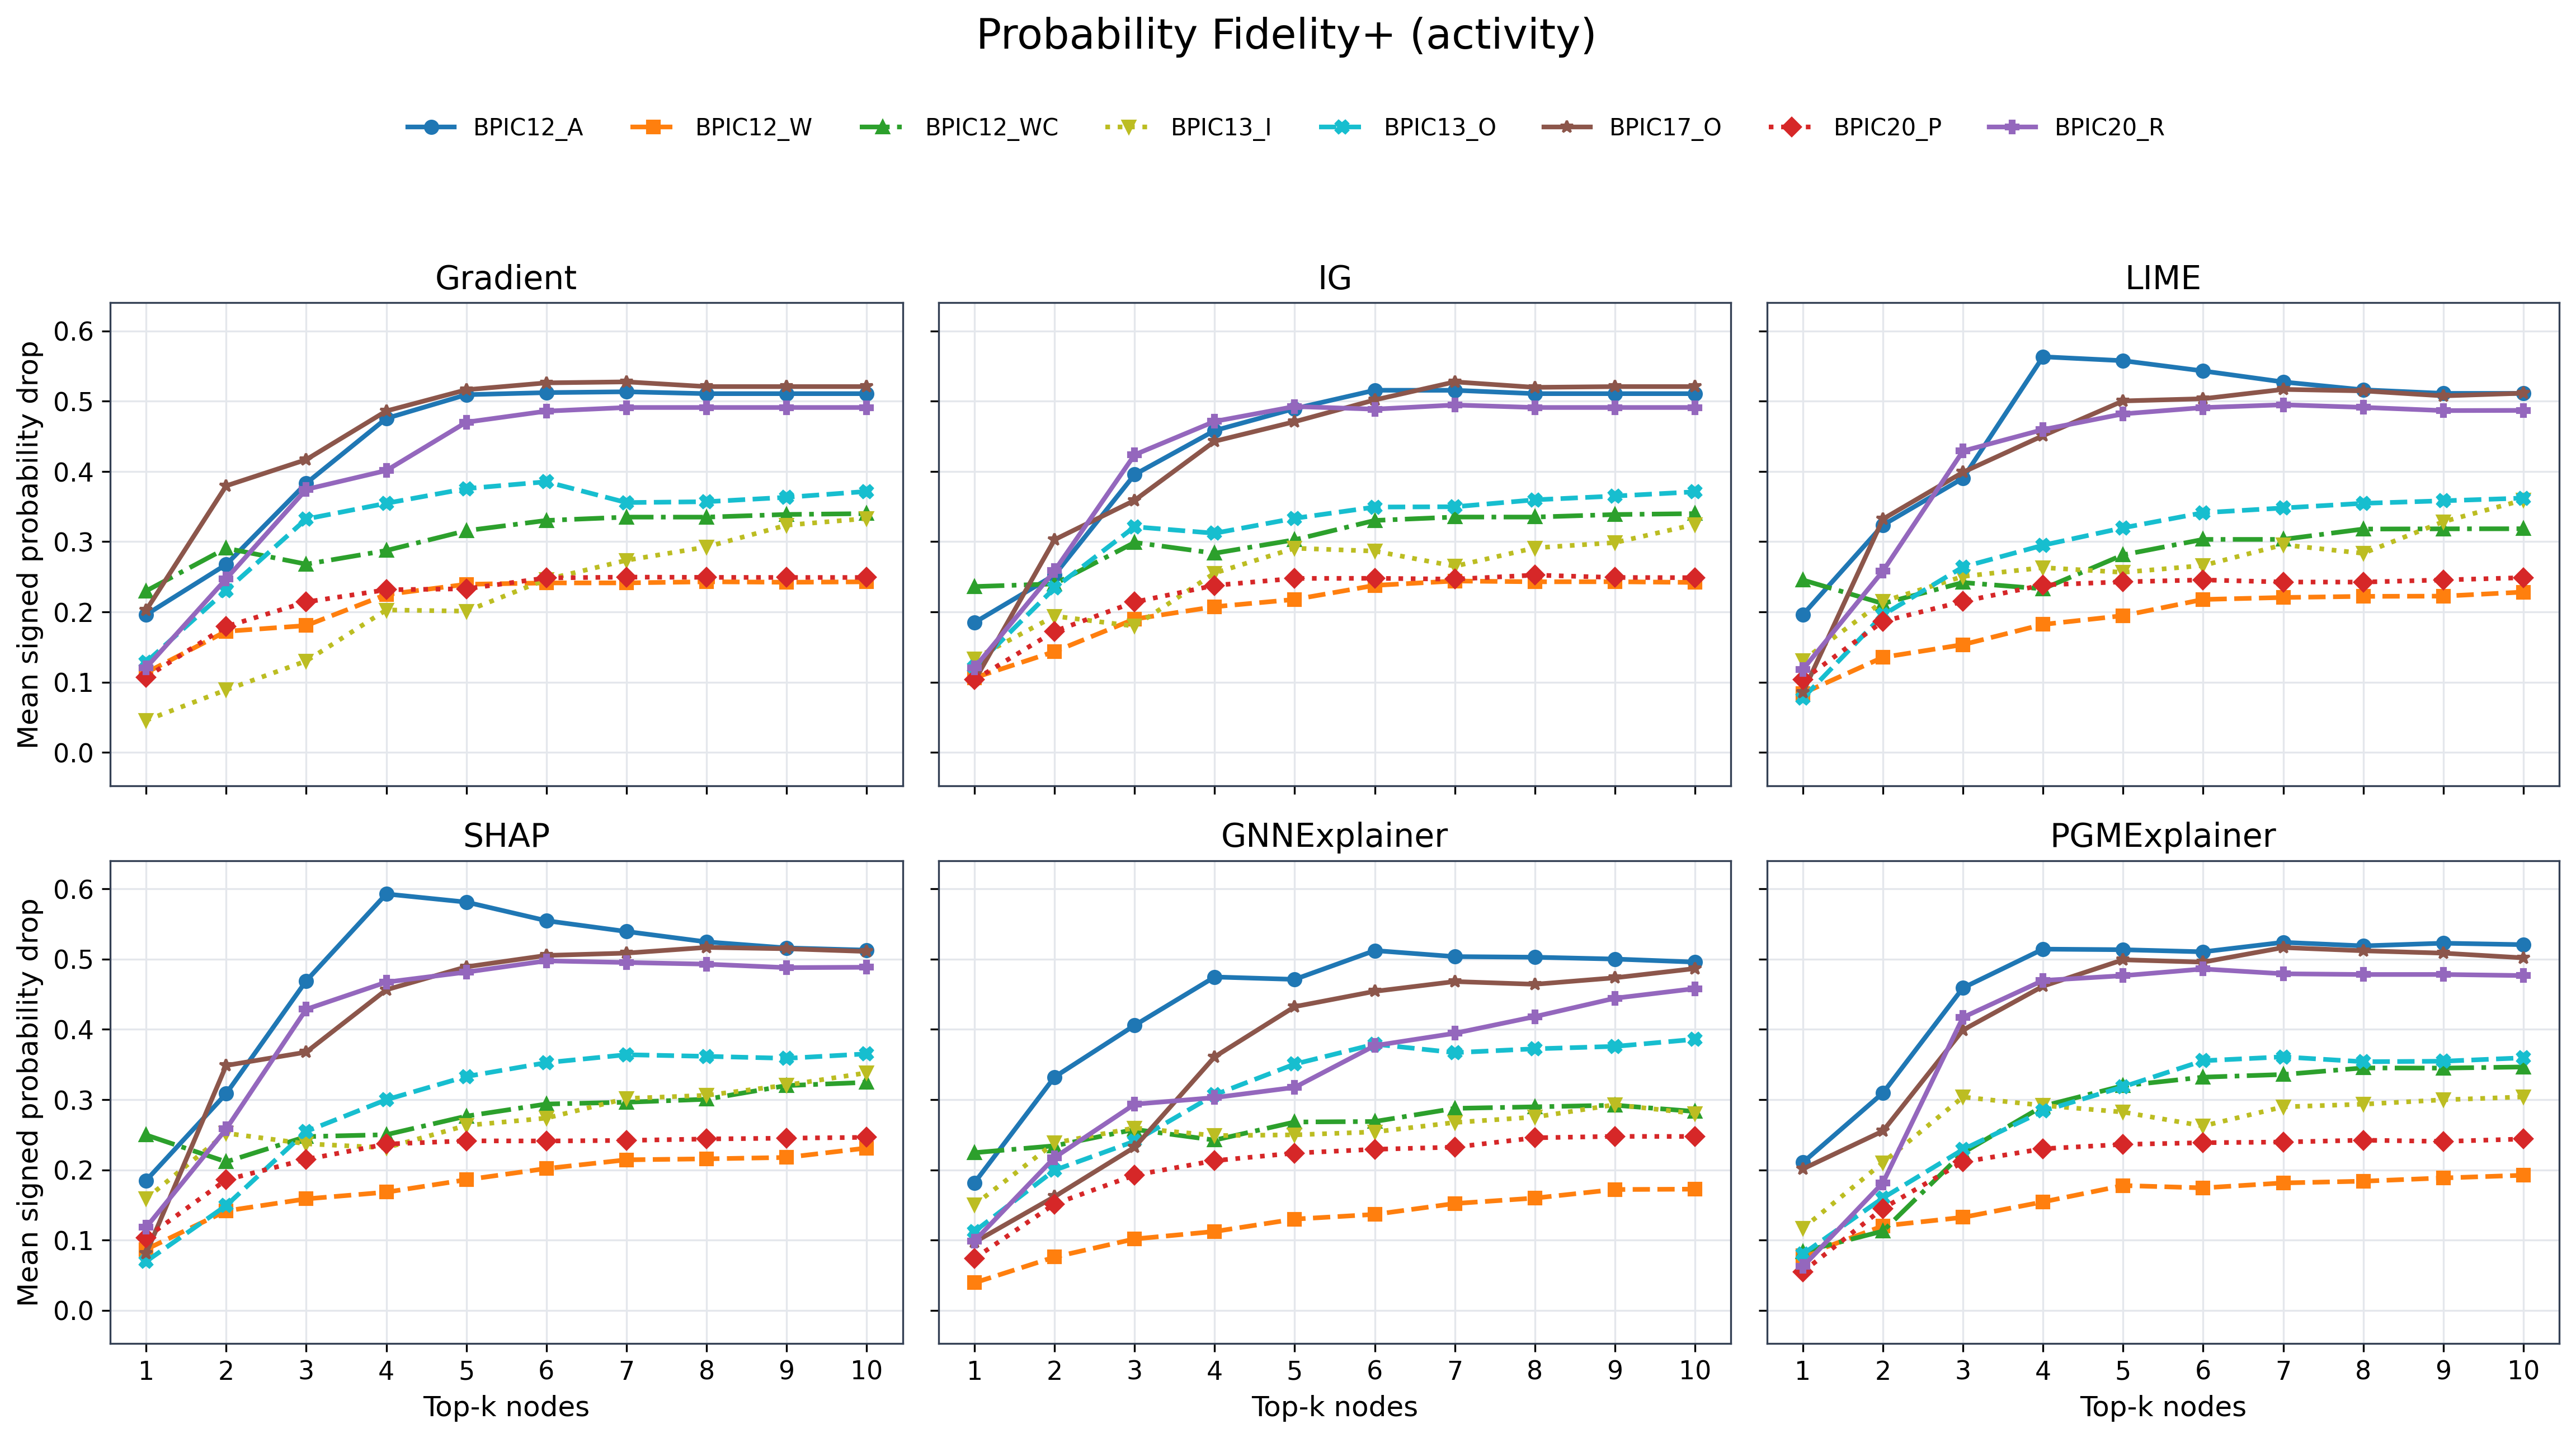 Probability Fidelity+ (activity)
BPIC12_A BPIC12_W BPIC12_WC BPIC13_I BPIC13_O BPIC17_O BPIC20_P BPIC20_R
Gradient IG LIME
Mean signed probability drop
0.6
0.5
0.4
0.3
0.2
0.1
0.0
SHAP GNNExplainer PGMExplainer
Mean signed probability drop
0.6
0.5
0.4
0.3
0.2
0.1
0.0
1 2 3 4 5 6 7 8 9 10 1 2 3 4 5 6 7 8 9 10 1 2 3 4 5 6 7 8 9 10
Top-k nodes Top-k nodes Top-k nodes